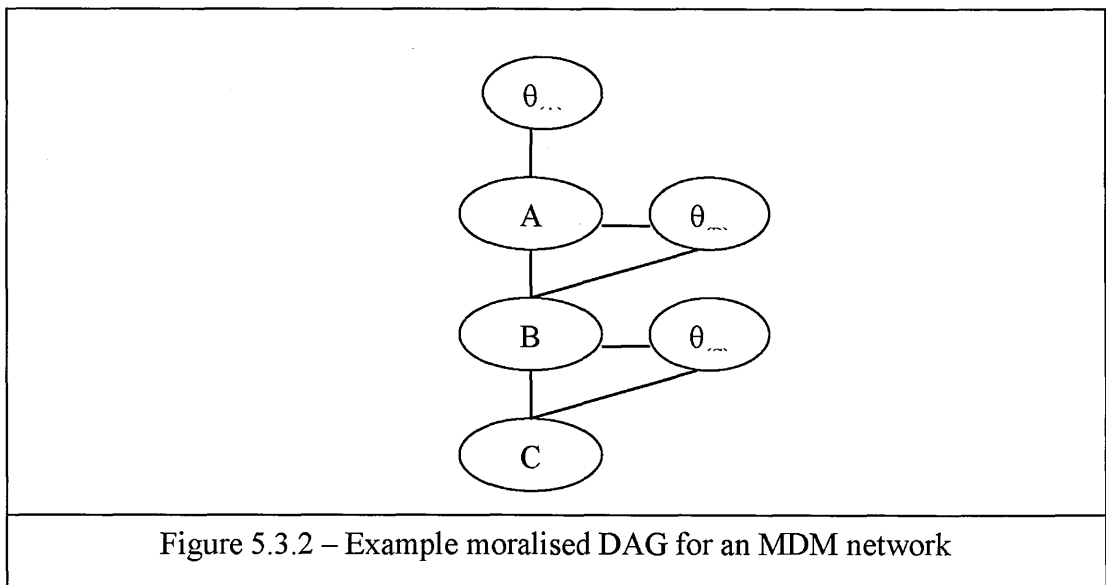 θ
A
θ
B
θ
C
Figure 5.3.2 – Example moralised DAG for an MDM network